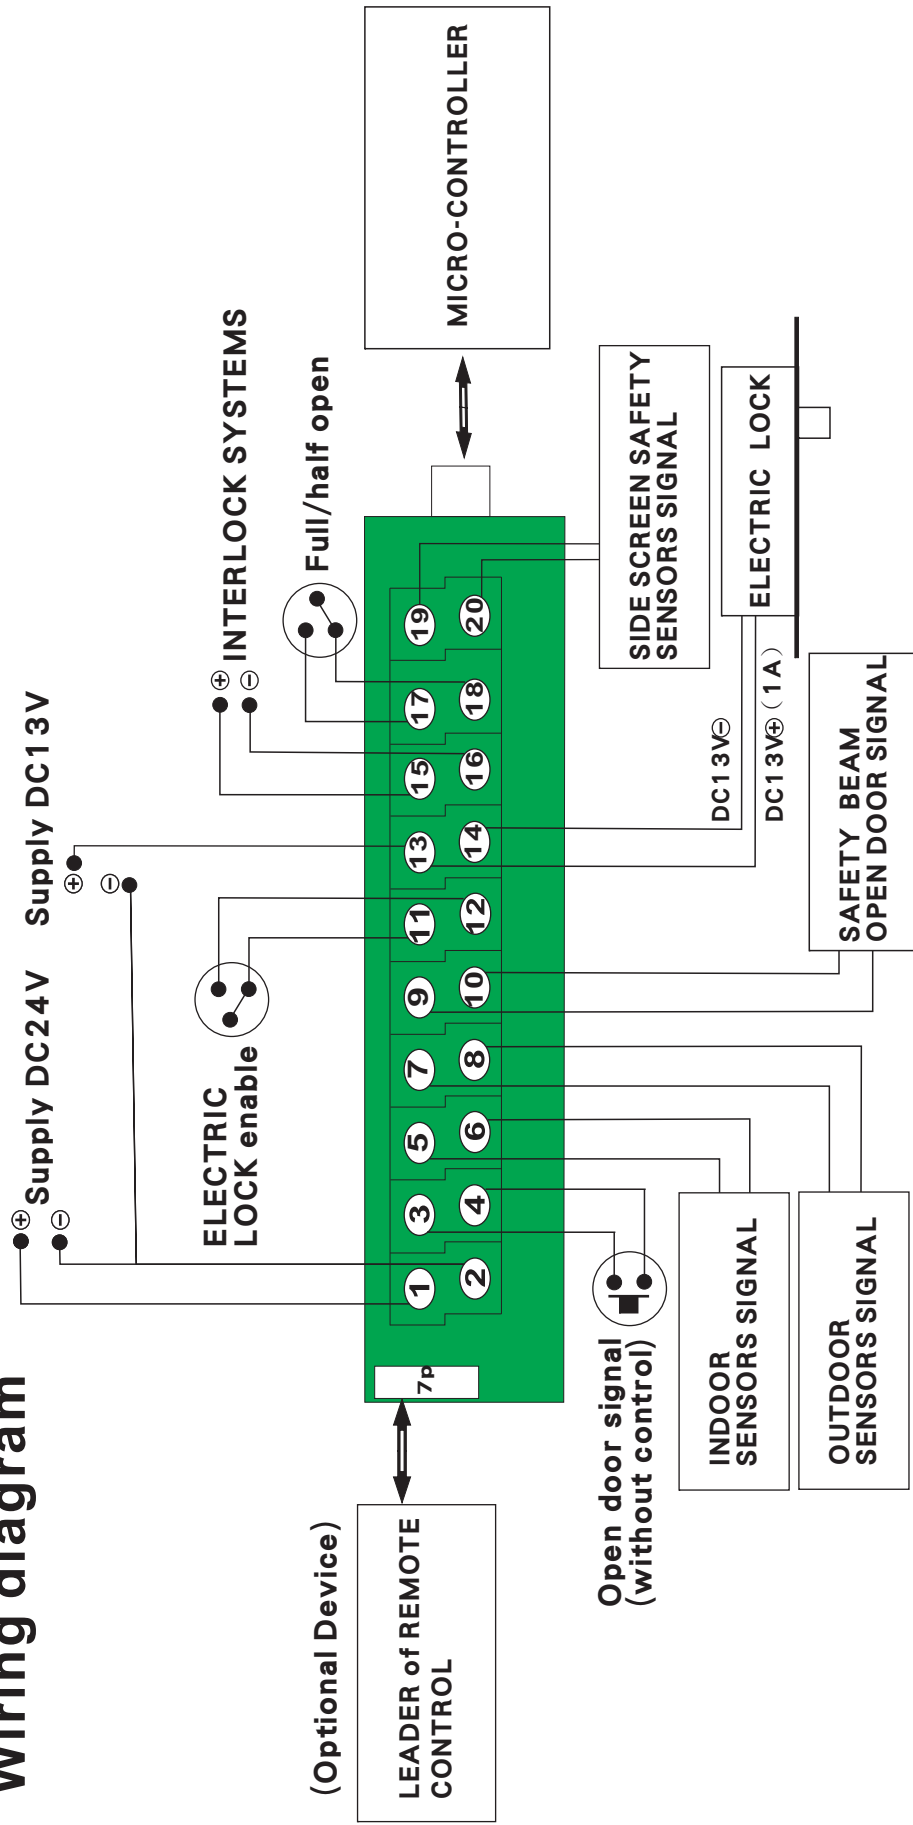 Wiring diagram
⊕ Supply DC24V
⊖
Supply DC13V
⊕
⊖
ELECTRIC
LOCK enable
⊕ INTERLOCK SYSTEMS
⊖
Full/half open
(Optional Device)
LEADER of REMOTE
CONTROL
7p
1 3 5 7 9 11 13 15 17 19
2 4 6 8 10 12 14 16 18 20
MICRO-CONTROLLER
Open door signal
(without control)
INDOOR
SENSORS SIGNAL
OUTDOOR
SENSORS SIGNAL
SAFETY BEAM
OPEN DOOR SIGNAL
DC13V⊖
DC13V⊕(1A)
SIDE SCREEN SAFETY
SENSORS SIGNAL
ELECTRIC LOCK